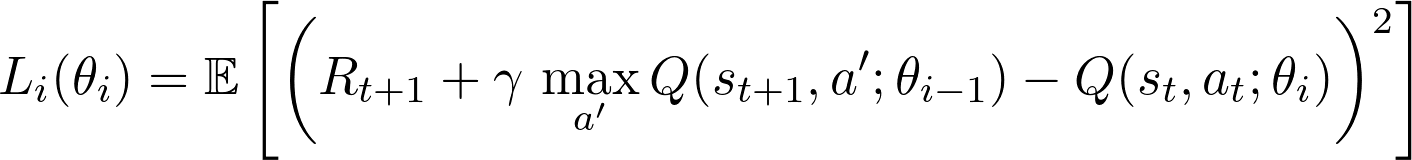 L_i(θ_i) = 𝔼[(R_{t+1} + γ max_{a′} Q(s_{t+1}, a′; θ_{i−1}) − Q(s_t, a_t; θ_i))^2]